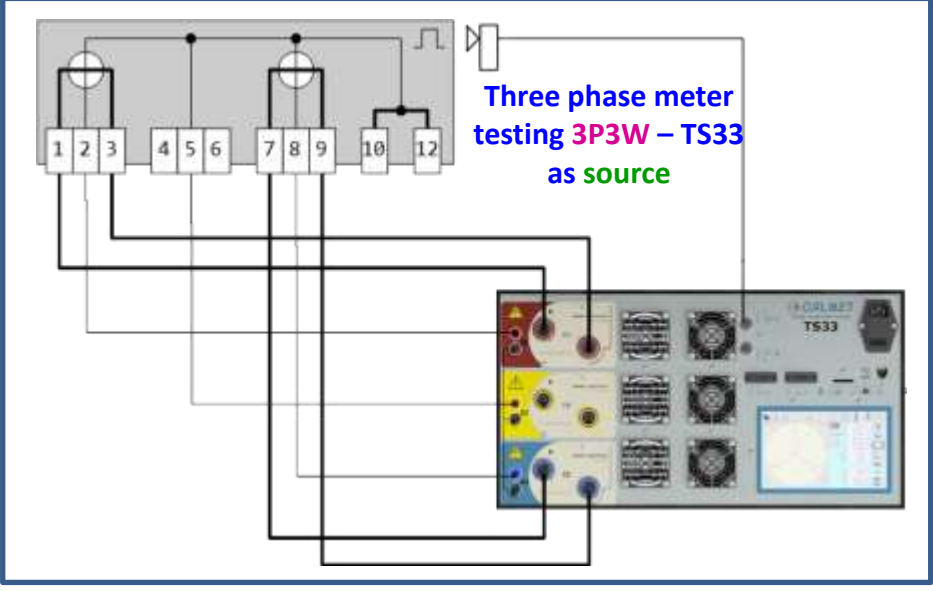 Three phase meter
testing 3P3W – TS33
as source
1 2 3 4 5 6 7 8 9 10 12
CALMET
TS33